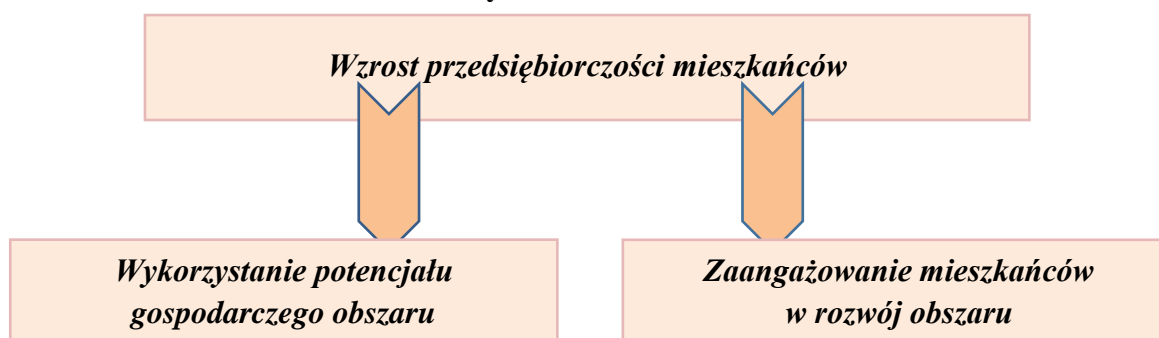 Wzrost przedsiębiorczości mieszkańców
Wykorzystanie potencjału
gospodarczego obszaru
Zaangażowanie mieszkańców
w rozwój obszaru